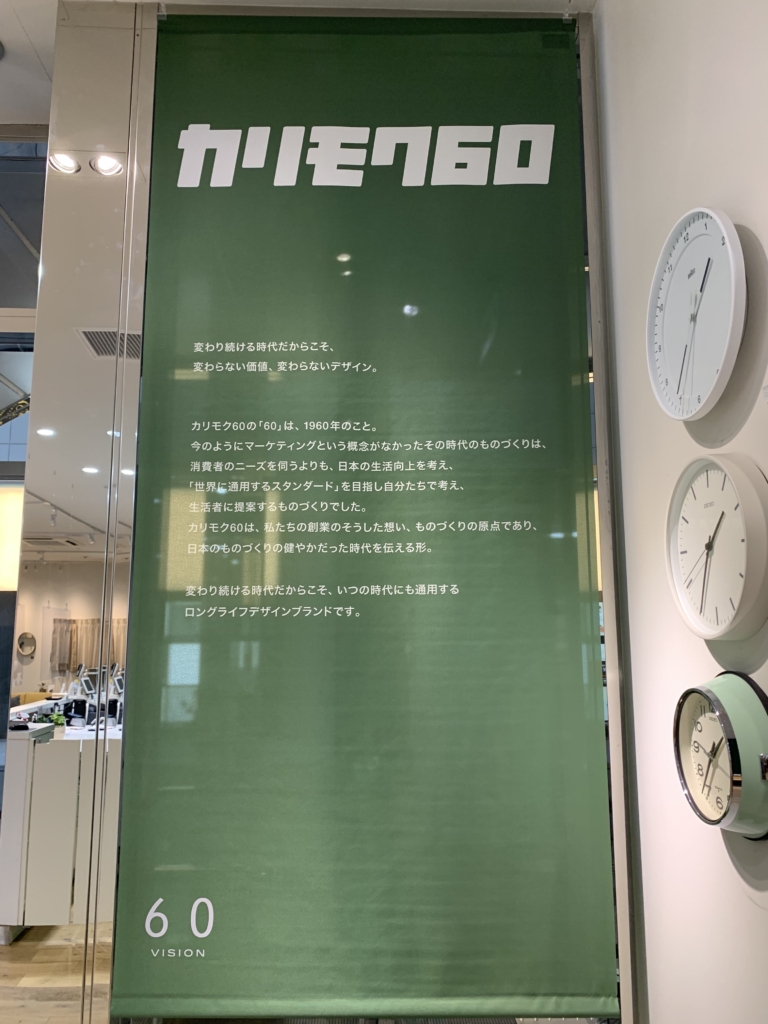 カリモク60
変わり続ける時代だからこそ、
変わらない価値、変わらないデザイン。
カリモク60の「60」は、1960年のこと。
今のようにマーケティングという概念がなかったその時代のものづくりは、
消費者のニーズを伺うよりも、日本の生活向上を考え、
「世界に通用するスタンダード」を目指し自分たちで考え、
生活者に提案するものづくりでした。
カリモク60は、私たちの創業のそうした想い、ものづくりの原点であり、
日本のものづくりの健やかだった時代を伝える形。
変わり続ける時代だからこそ、いつの時代にも通用する
ロングライフデザインブランドです。
60
VISION